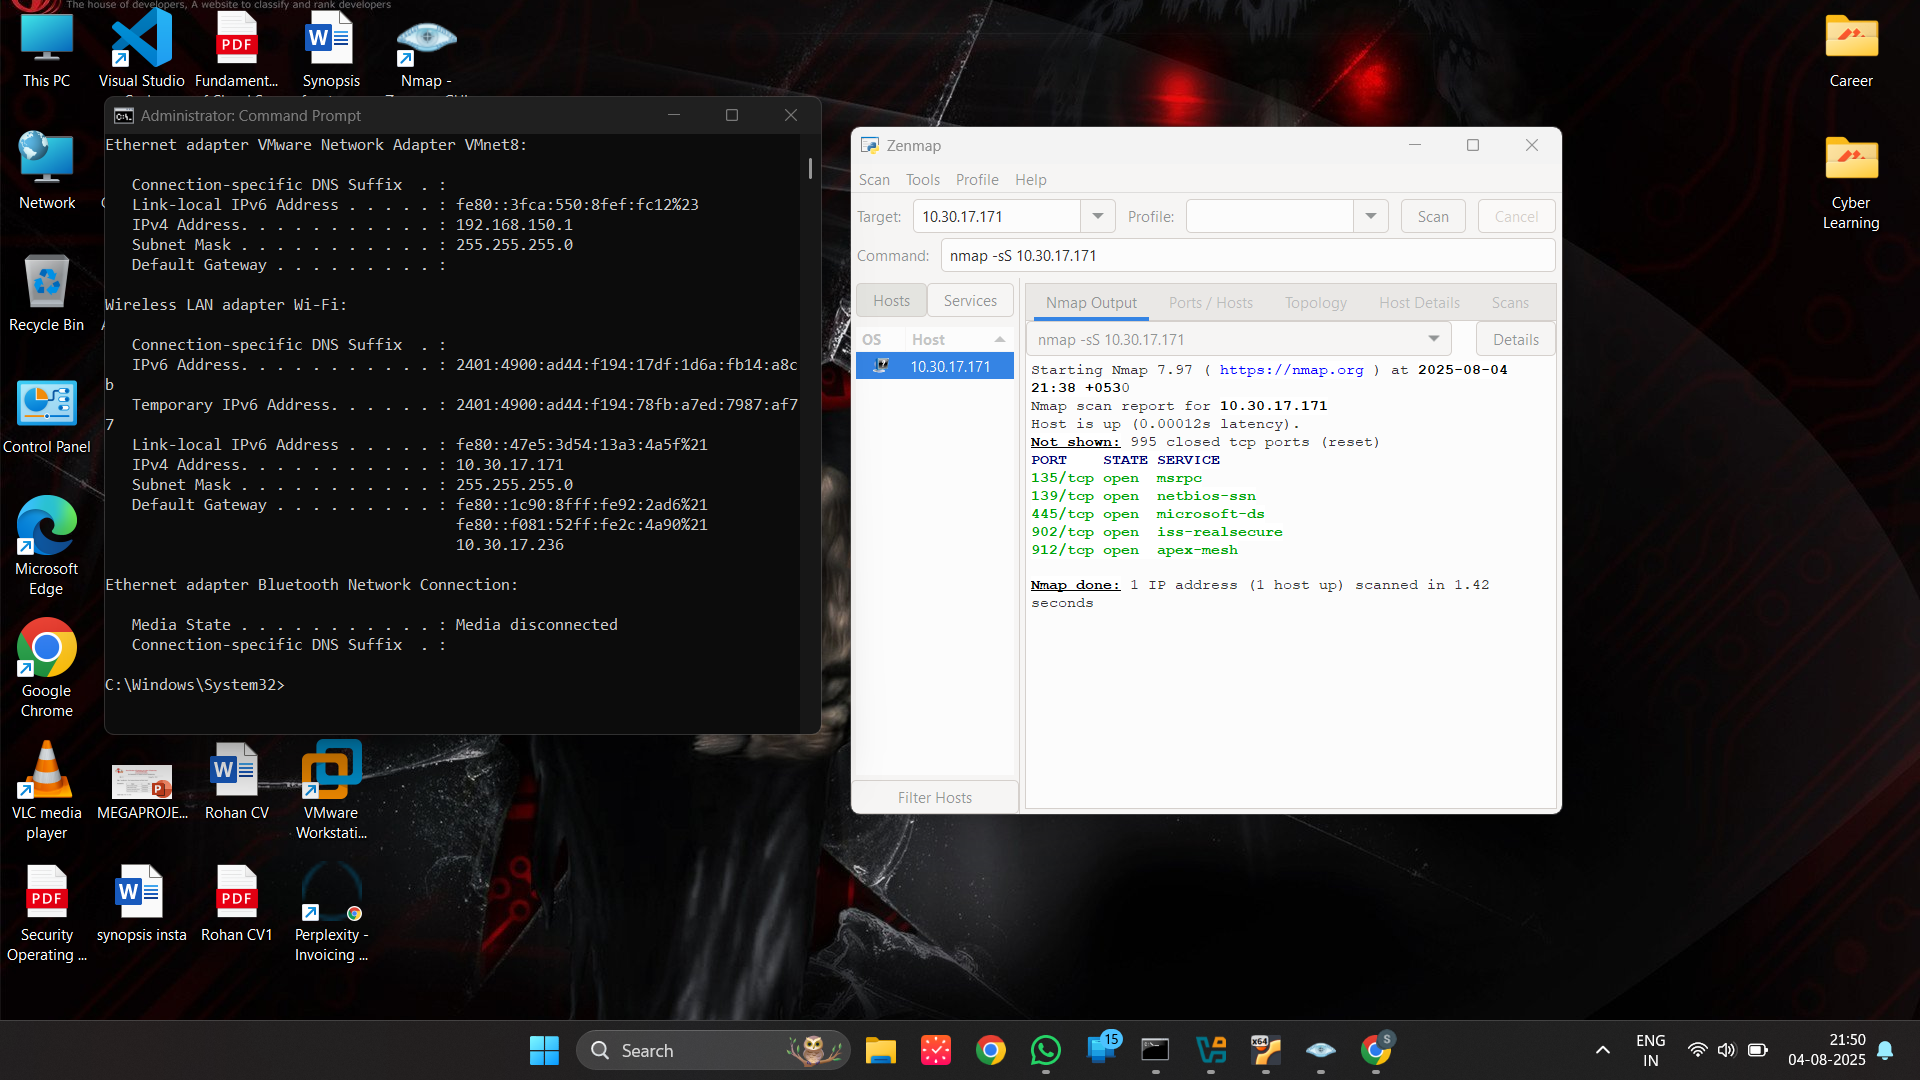 The house of developers, A website to classify and rank developers
This PC
Visual Studio
Fundament...
Synopsis
Nmap -
Career
Network
Cyber
Learning
Recycle Bin
Control Panel
Microsoft
Edge
Google
Chrome
VLC media
player
MEGAPROJE...
Rohan CV
VMware
Workstati...
Security
Operating ...
synopsis insta
Rohan CV1
Perplexity -
Invoicing ...
Administrator: Command Prompt
Ethernet adapter VMware Network Adapter VMnet8:
Connection-specific DNS Suffix  . :
Link-local IPv6 Address . . . . . : fe80::3fca:550:8fef:fc12%23
IPv4 Address. . . . . . . . . . . : 192.168.150.1
Subnet Mask . . . . . . . . . . . : 255.255.255.0
Default Gateway . . . . . . . . . :
Wireless LAN adapter Wi-Fi:
Connection-specific DNS Suffix  . :
IPv6 Address. . . . . . . . . . . : 2401:4900:ad44:f194:17df:1d6a:fb14:a8c
b
Temporary IPv6 Address. . . . . . : 2401:4900:ad44:f194:78fb:a7ed:7987:af7
7
Link-local IPv6 Address . . . . . : fe80::47e5:3d54:13a3:4a5f%21
IPv4 Address. . . . . . . . . . . : 10.30.17.171
Subnet Mask . . . . . . . . . . . : 255.255.255.0
Default Gateway . . . . . . . . . : fe80::1c90:8fff:fe92:2ad6%21
fe80::f081:52ff:fe2c:4a90%21
10.30.17.236
Ethernet adapter Bluetooth Network Connection:
Media State . . . . . . . . . . . : Media disconnected
Connection-specific DNS Suffix  . :
C:\Windows\System32>
Zenmap
Scan Tools Profile Help
Target: 10.30.17.171 Profile: Scan Cancel
Command: nmap -sS 10.30.17.171
Hosts Services
OS Host
10.30.17.171
Filter Hosts
Nmap Output Ports / Hosts Topology Host Details Scans
nmap -sS 10.30.17.171 Details
Starting Nmap 7.97 ( https://nmap.org ) at 2025-08-04
21:38 +0530
Nmap scan report for 10.30.17.171
Host is up (0.00012s latency).
Not shown: 995 closed tcp ports (reset)
PORT    STATE SERVICE
135/tcp open  msrpc
139/tcp open  netbios-ssn
445/tcp open  microsoft-ds
902/tcp open  iss-realsecure
912/tcp open  apex-mesh
Nmap done: 1 IP address (1 host up) scanned in 1.42
seconds
Search
15
x64
S
ENG
IN
21:50
04-08-2025